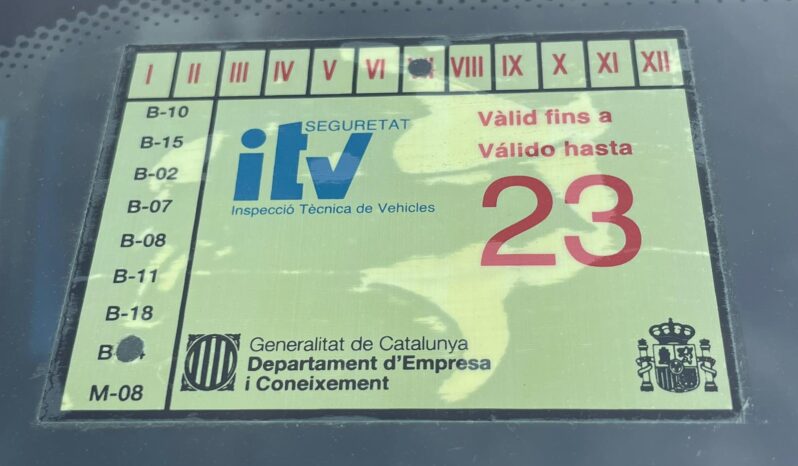 I II III IV V VI VIII IX X XI XII
B-10
B-15
B-02
B-07
B-08
B-11
B-18
M-08
SEGURETAT
itv
Inspecció Tècnica de Vehicles
Vàlid fins a
Válido hasta
23
Generalitat de Catalunya
Departament d'Empresa
i Coneixement